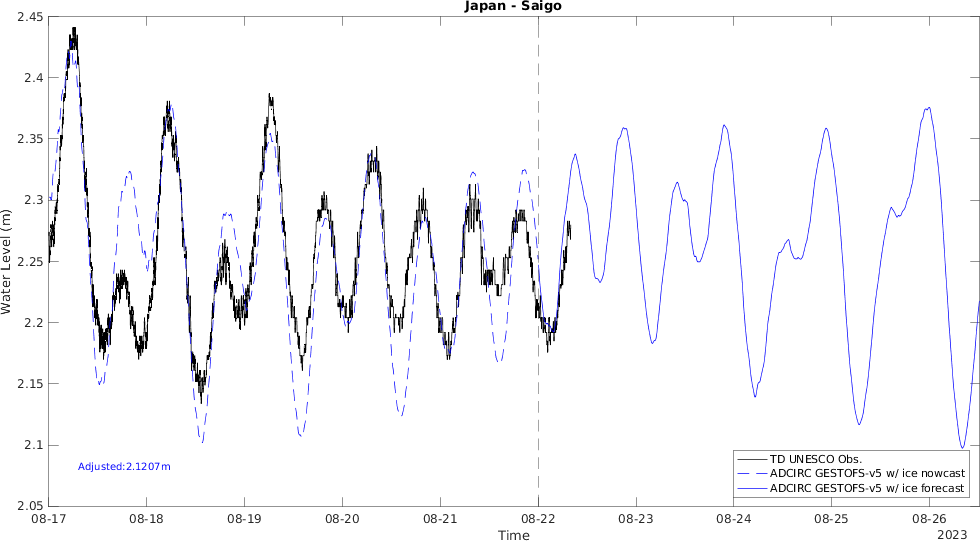 Japan - Saigo
2.45
2.4
2.35
2.3
2.25
2.2
2.15
2.1
2.05
Water Level (m)
Adjusted:2.1207m
TD UNESCO Obs.
ADCIRC GESTOFS-v5 w/ ice nowcast
ADCIRC GESTOFS-v5 w/ ice forecast
08-17 08-18 08-19 08-20 08-21 08-22 08-23 08-24 08-25 08-26
Time
2023